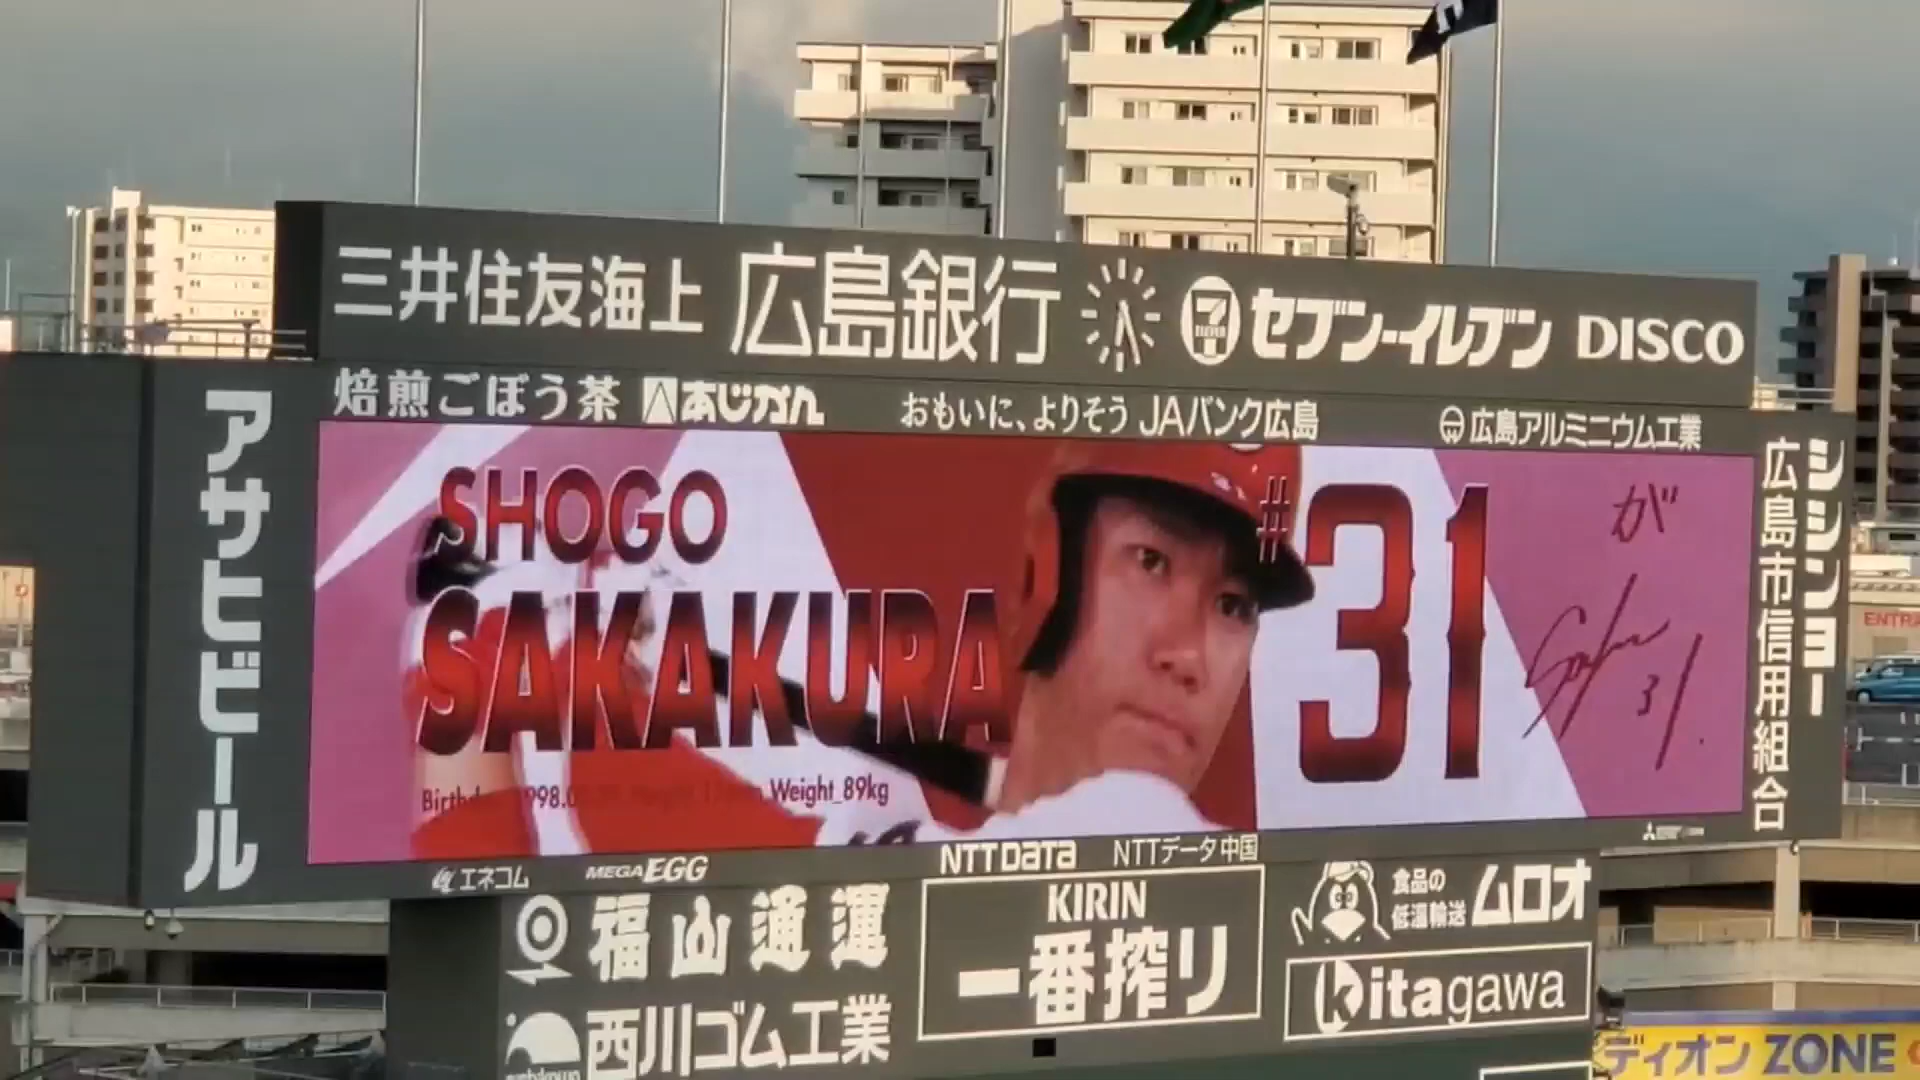 三井住友海上 広島銀行 セブン-イレブン DISCO
焙煎ごぼう茶 あじかん おもいに、よりそう JAバンク広島 広島アルミニウム工業
アサヒビール
SHOGO
SAKAKURA
#31
が
31
Weight_89kg
シンヨー
広島市信用組合
エネコム MEGA EGG NTT DATA NTTデータ中国
福山通運
西川ゴム工業
KIRIN
一番搾り
食品の
低温輸送
ムロオ
kitagawa
ディオン ZONE